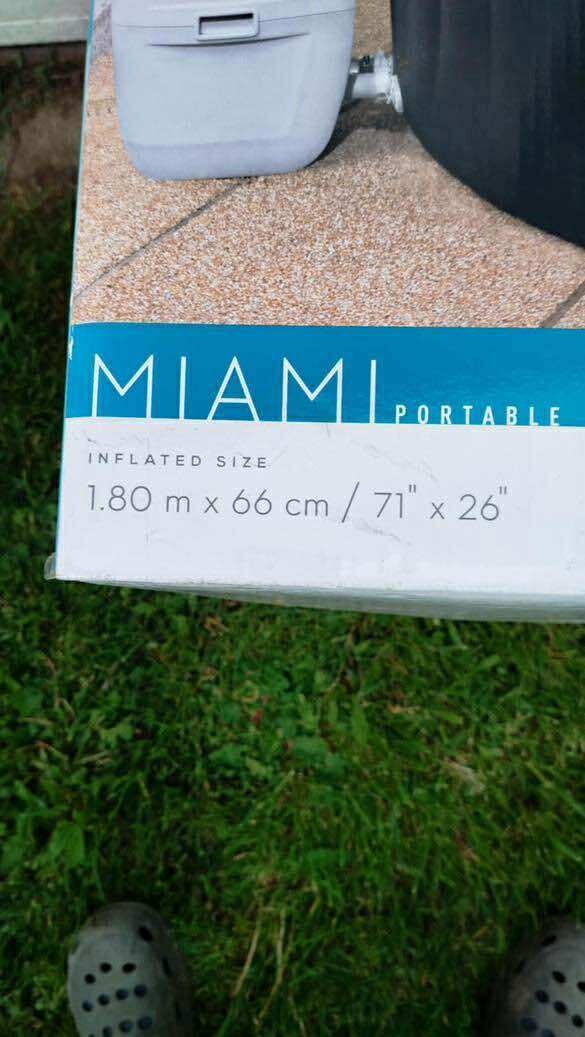 MIAMI PORTABLE
INFLATED SIZE
1.80 m x 66 cm / 71" x 26"